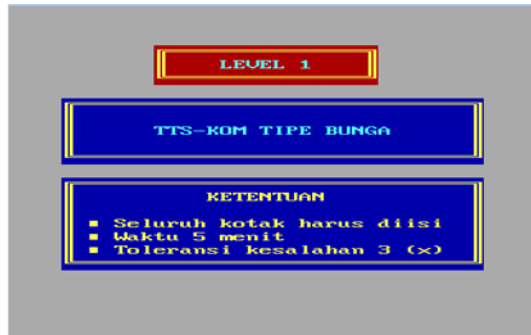 LEVEL 1
TTS-KOM TIPE BUNGA
KETENTUAN
■ Seluruh kotak harus diisi
■ Waktu 5 menit
■ Toleransi kesalahan 3 (x)